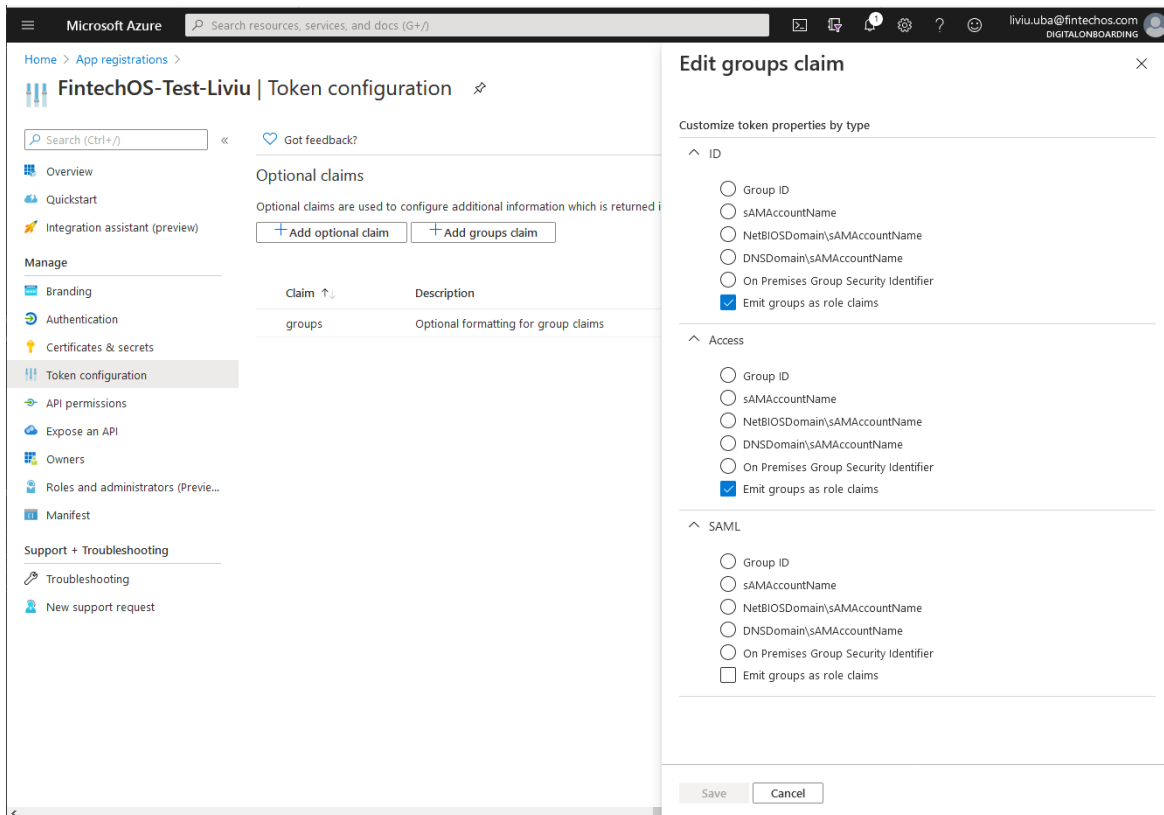 Microsoft Azure
Search resources, services, and docs (G+/)
1
liviu.uba@fintechos.com
DIGITALONBOARDING
Home > App registrations >
FintechOS-Test-Liviu | Token configuration
Search (Ctrl+/)
Overview
Quickstart
Integration assistant (preview)
Manage
Branding
Authentication
Certificates & secrets
Token configuration
API permissions
Expose an API
Owners
Roles and administrators (Previe...
Manifest
Support + Troubleshooting
Troubleshooting
New support request
Got feedback?
Optional claims
Optional claims are used to configure additional information which is returned i
Add optional claim
Add groups claim
Claim Description
groups Optional formatting for group claims
Edit groups claim
Customize token properties by type
ID
Group ID
sAMAccountName
NetBIOSDomain\sAMAccountName
DNSDomain\sAMAccountName
On Premises Group Security Identifier
Emit groups as role claims
Access
Group ID
sAMAccountName
NetBIOSDomain\sAMAccountName
DNSDomain\sAMAccountName
On Premises Group Security Identifier
Emit groups as role claims
SAML
Group ID
sAMAccountName
NetBIOSDomain\sAMAccountName
DNSDomain\sAMAccountName
On Premises Group Security Identifier
Emit groups as role claims
Save Cancel